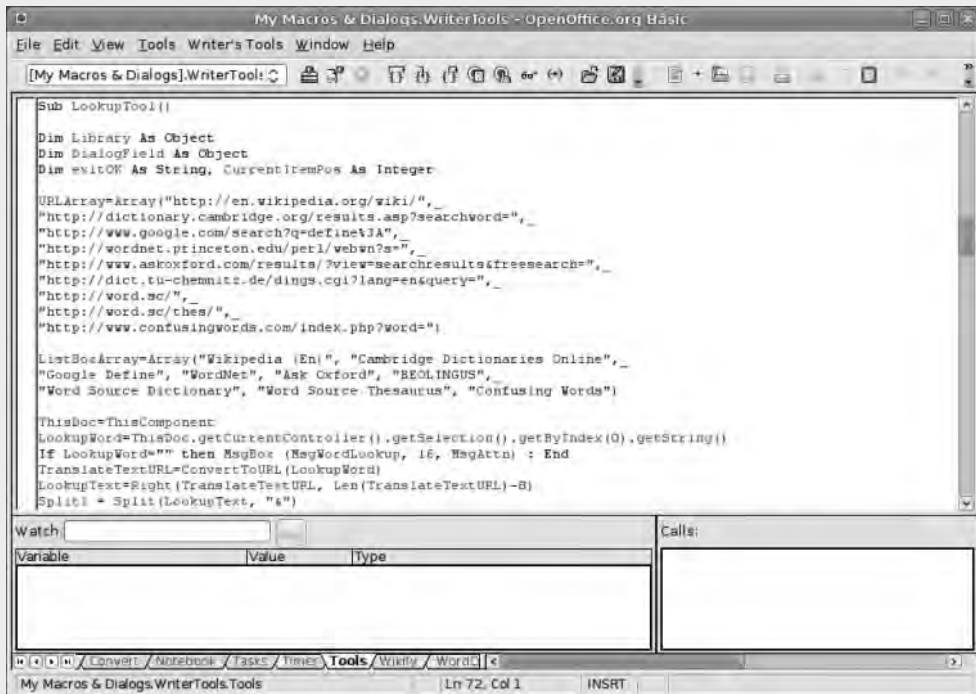 My Macros & Dialogs.WriterTools - OpenOffice.org Basic
File Edit View Tools Writer's Tools Window Help
[My Macros & Dialogs].WriterTools
Sub LookupTool()
Dim Library As Object
Dim DialogField As Object
Dim exitOK As String, CurrentItemPos As Integer
URLArray=Array("http://en.wikipedia.org/wiki/",_
"http://dictionary.cambridge.org/results.asp?searchword=",_
"http://www.google.com/search?q=define%3A",_
"http://wordnet.princeton.edu/perl/webwn?s=",_
"http://www.askoxford.com/results/?view=searchresults&freesearch=",_
"http://dict.tu-chemnitz.de/dings.cgi?lang=en&query=",_
"http://word.sc/",_
"http://word.sc/thes/",_
"http://www.confusingwords.com/index.php?word=")
ListBoxArray=Array("Wikipedia (En)", "Cambridge Dictionaries Online",_
"Google Define", "WordNet", "Ask Oxford", "BEOLINGUS",_
"Word Source Dictionary", "Word Source Thesaurus", "Confusing Words")
ThisDoc=ThisComponent
LookupWord=ThisDoc.getCurrentController().getSelection().getByIndex(0).getString()
If LookupWord="" then MsgBox (MsgWordLookup, 16, MsgAttn) : End
TranslateTextURL=ConvertToURL(LookupWord)
LookupText=Right(TranslateTextURL, Len(TranslateTextURL)-8)
Split1 = Split(LookupText, "&")
Watch
Calls:
Variable Value Type
Convert Notebook Tasks Timer Tools Wikify WordC
My Macros & Dialogs.WriterTools.Tools Ln 72, Col 1 INSRT